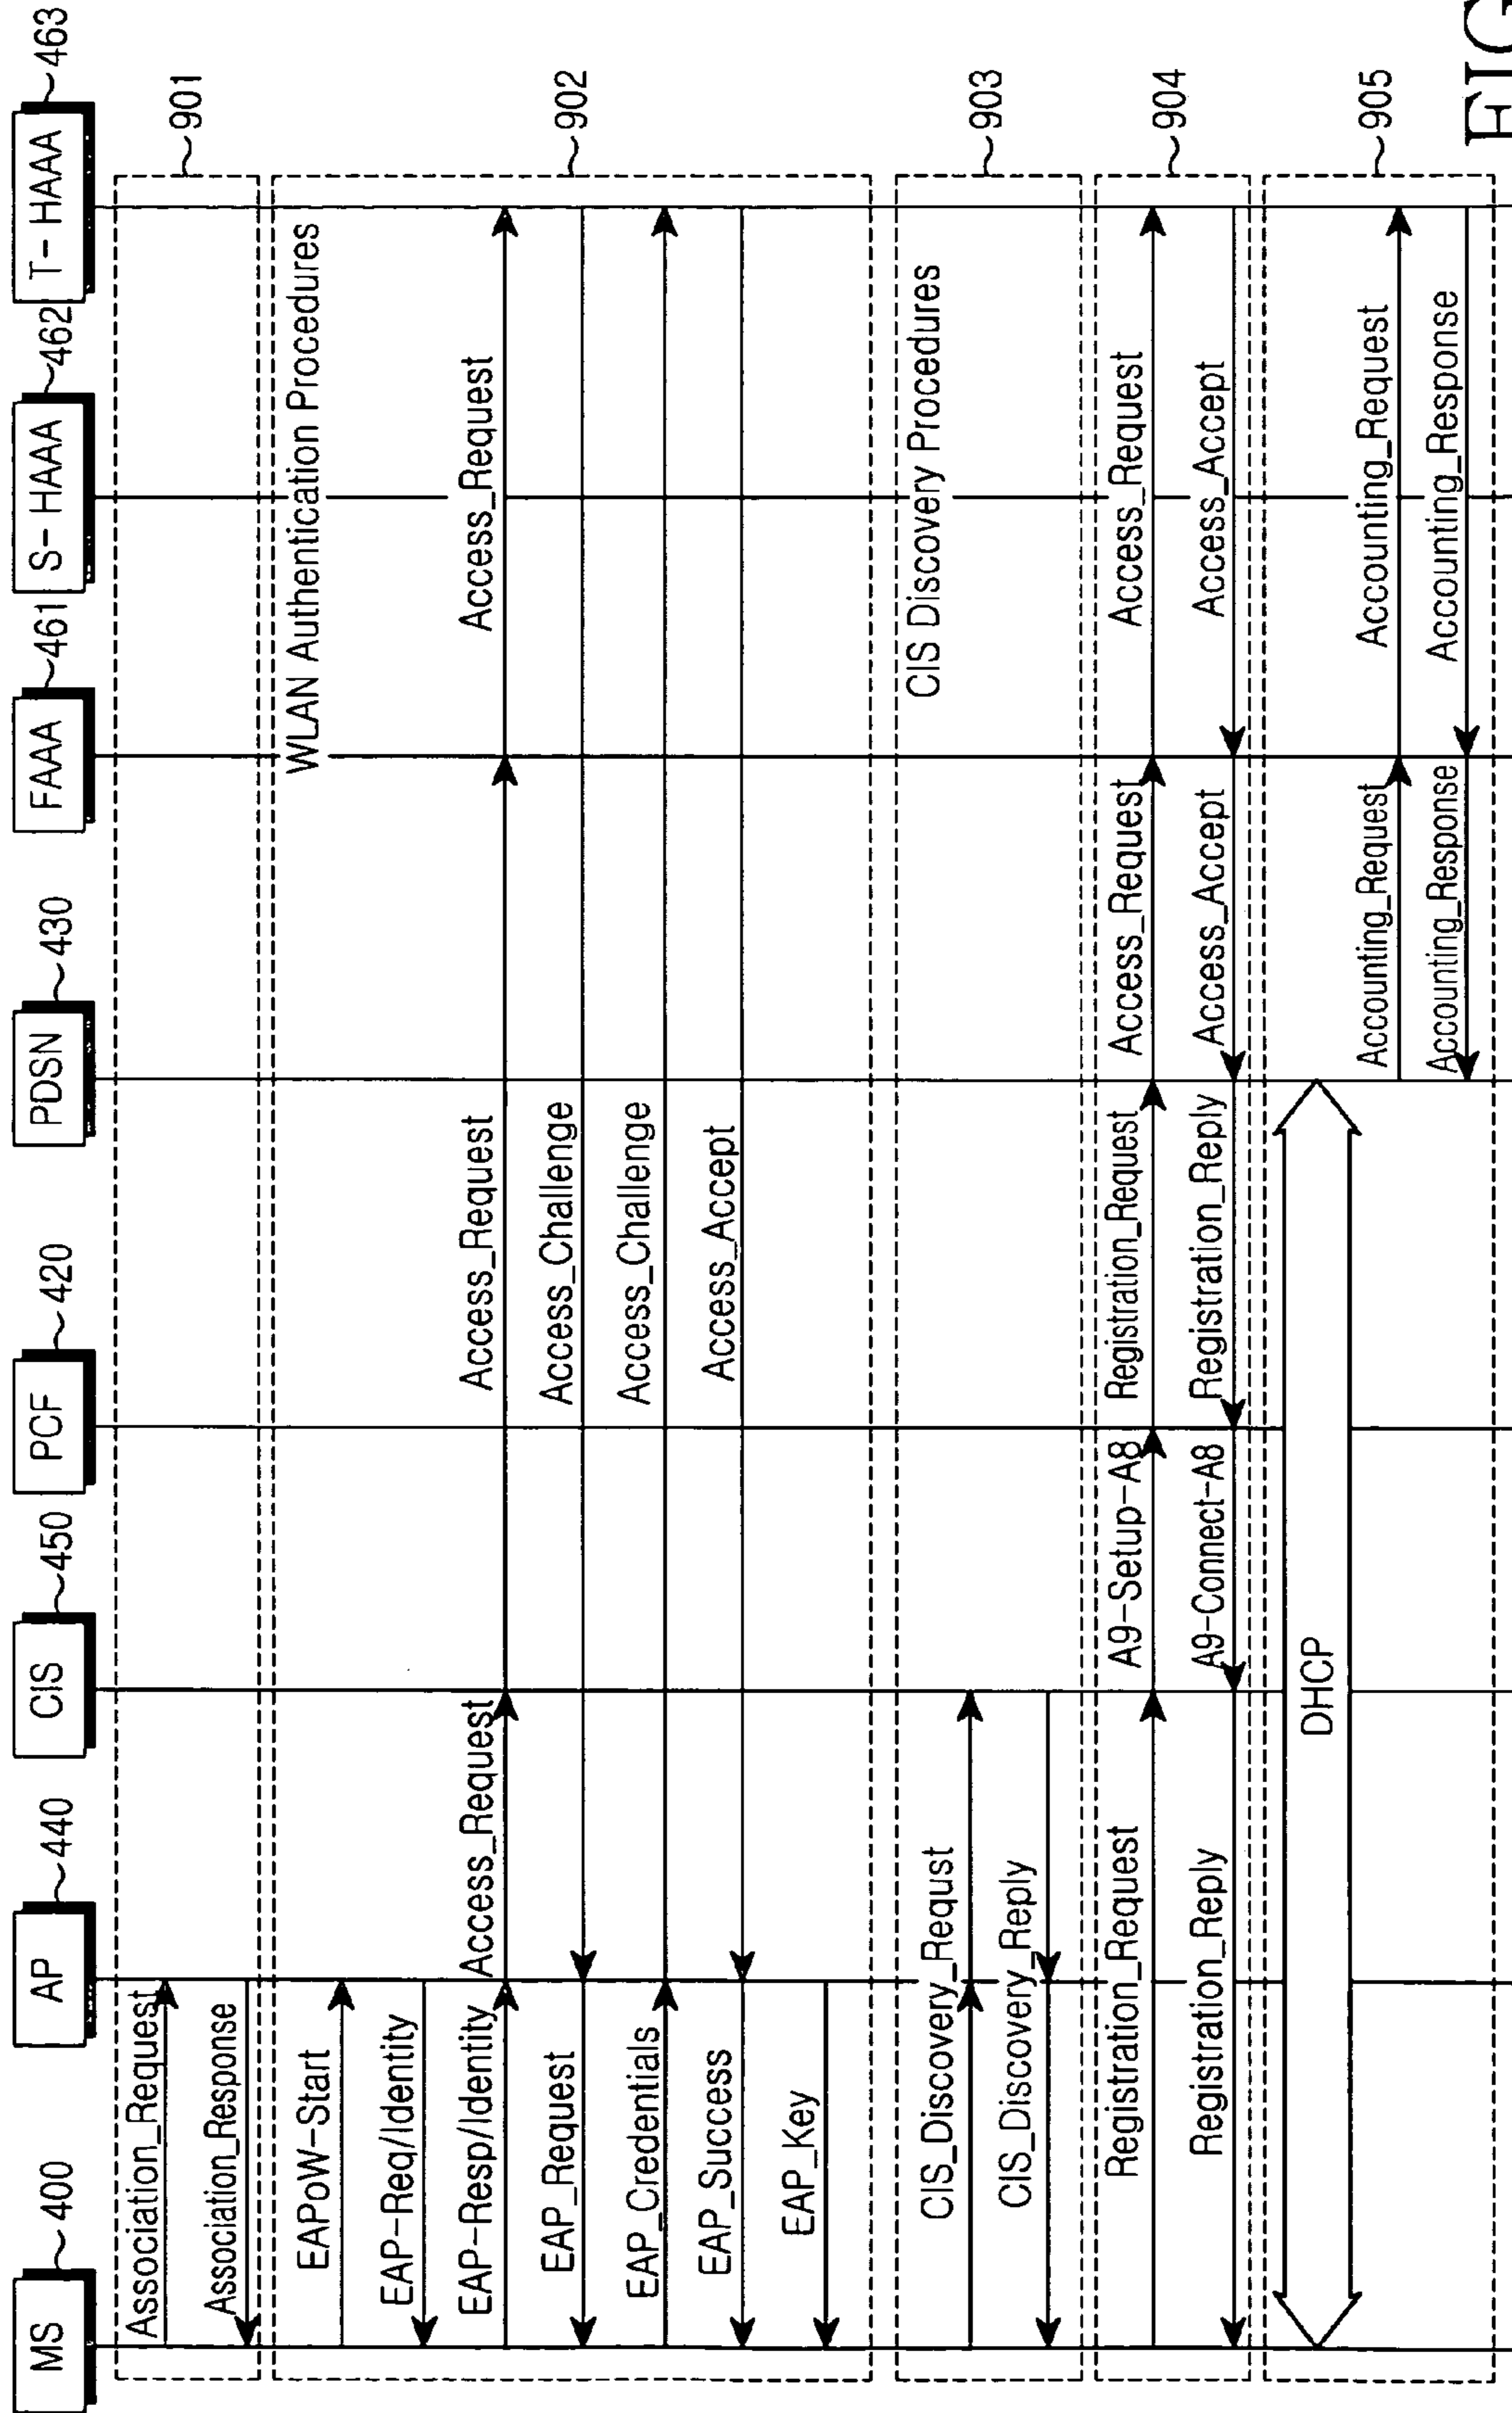 MS ~400
AP ~440
CIS ~450
PCF ~420
PDSN ~430
FAAA ~461
S-HAAA ~462
T-HAAA ~463
~901
Association_Request
Association_Response
~902
WLAN Authentication Procedures
EAPoW-Start
EAP-Req/Identity
EAP-Resp/Identity
Access_Request
Access_Request
Access_Request
EAP_Request
Access_Challenge
EAP_Credentials
Access_Challenge
EAP_Success
Access_Accept
EAP_Key
~903
CIS Discovery Procedures
CIS_Discovery_Requst
CIS_Discovery_Reply
~904
Registration_Request
A9-Setup-A8
Registration_Request
Access_Request
Access_Request
Registration_Reply
A9-Connect-A8
Registration_Reply
Access_Accept
Access_Accept
~905
DHCP
Accounting_Request
Accounting_Request
Accounting_Response
Accounting_Response